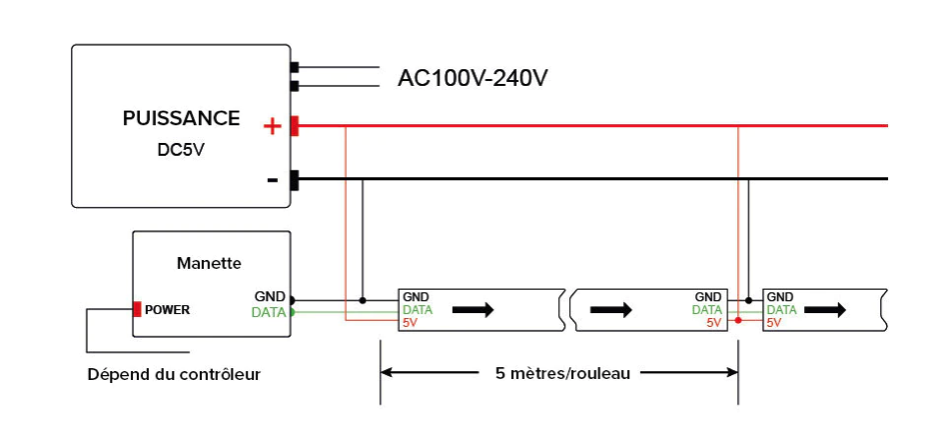 AC100V-240V
PUISSANCE +
DC5V
-
Manette
GND
POWER
DATA
GND
DATA
5V
GND
DATA
5V
GND
DATA
5V
Dépend du contrôleur
5 mètres/rouleau